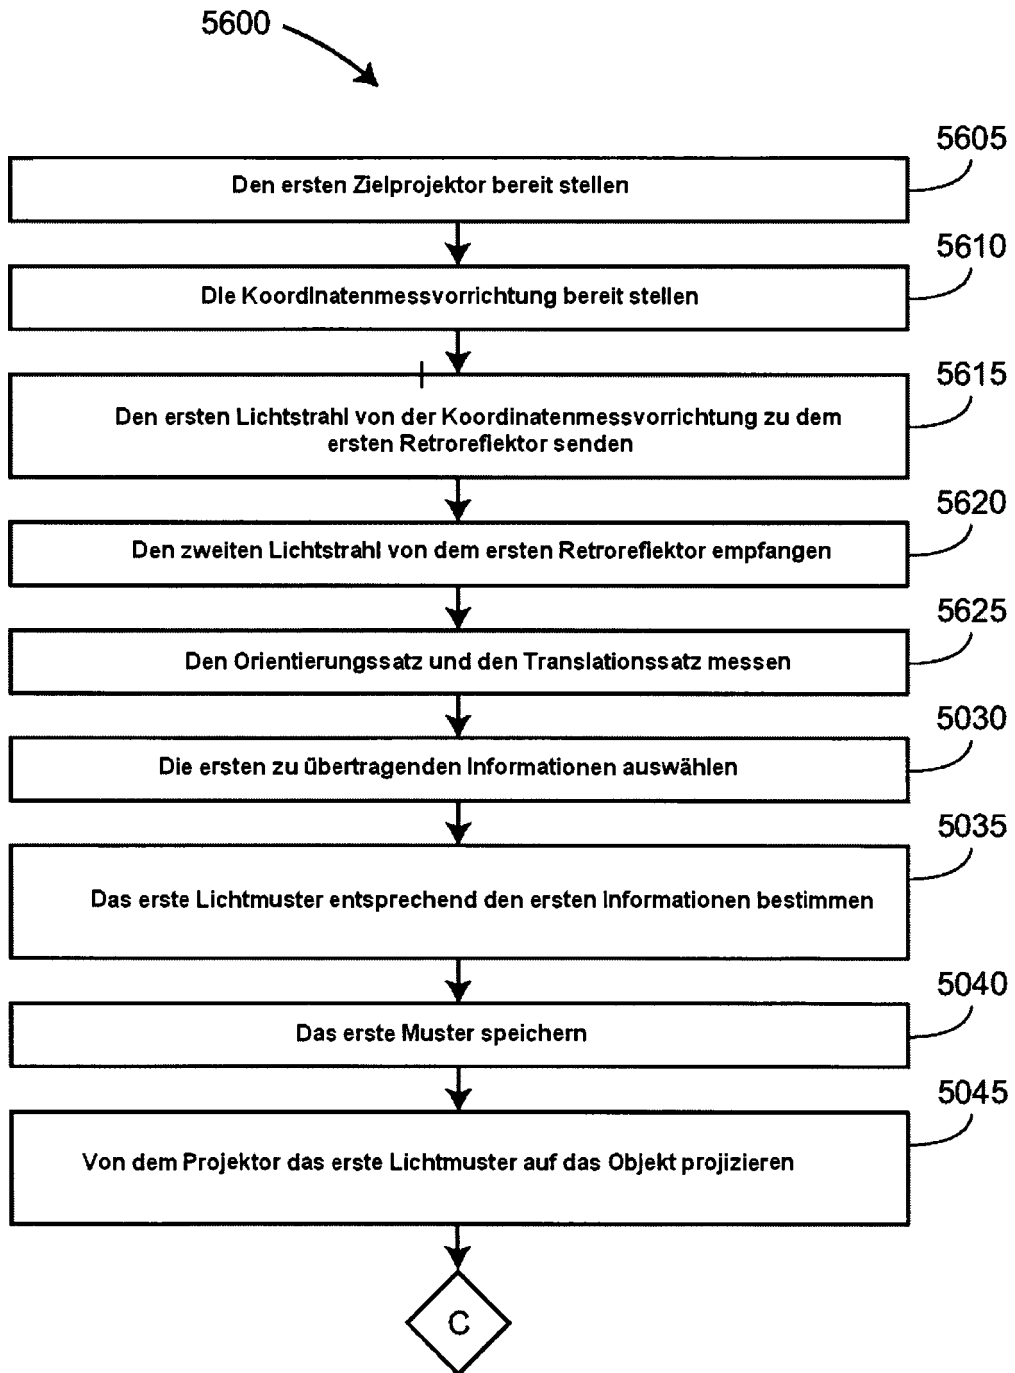 5600
5605
Den ersten Zielprojektor bereit stellen
5610
Die Koordinatenmessvorrichtung bereit stellen
5615
Den ersten Lichtstrahl von der Koordinatenmessvorrichtung zu dem
ersten Retroreflektor senden
5620
Den zweiten Lichtstrahl von dem ersten Retroreflektor empfangen
5625
Den Orientierungssatz und den Translationssatz messen
5030
Die ersten zu übertragenden Informationen auswählen
5035
Das erste Lichtmuster entsprechend den ersten Informationen bestimmen
5040
Das erste Muster speichern
5045
Von dem Projektor das erste Lichtmuster auf das Objekt projizieren
C